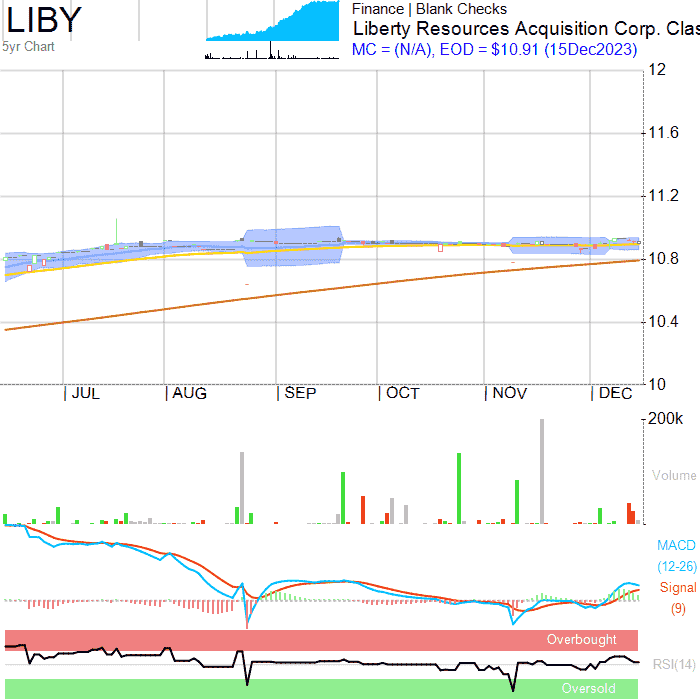 LIBY
5yr Chart
Finance | Blank Checks
Liberty Resources Acquisition Corp. Clas
MC = (N/A), EOD = $10.91 (15Dec2023)
12
11.6
11.2
10.8
10.4
10
JUL
AUG
SEP
OCT
NOV
DEC
200k
Volume
MACD
(12-26)
Signal
(9)
Overbought
RSI(14)
Oversold